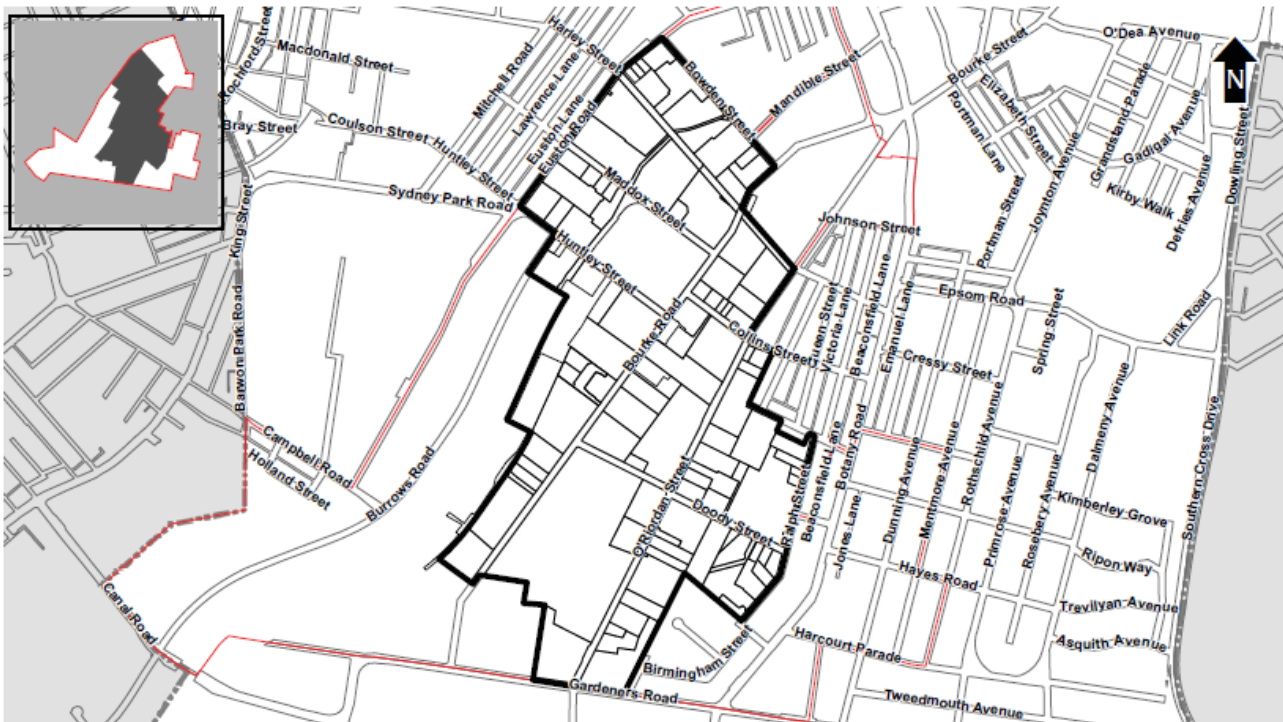 Rochford Street
Macdonald Street
Bray Street
Coulson Street
Huntley Street
Mitchell Road
Lawrence Lane
Harley Street
Euston Lane
Euston Road
Sydney Park Road
King Street
Barwon Park Road
Campbell Road
Holland Street
Burrows Road
Canal Road
Bowden Street
Mandible Street
Maddox Street
Huntley Street
Bourke Road
Collins Street
O'Riordan Street
Doody Street
Ralph Street
Birmingham Street
Gardeners Road
Bourke Street
O'Dea Avenue
N
Portman Lane
Elizabeth Street
Grandstand Parade
Gadigal Avenue
Joynton Avenue
Kirby Walk
Defries Avenue
Dowling Street
Portman Street
Johnson Street
Epsom Road
Link Road
Queen Street
Victoria Lane
Beaconsfield Lane
Emanuel Lane
Cressy Street
Spring Street
Beaconsfield Lane
Botany Road
Jones Lane
Dunning Avenue
Mentmore Avenue
Rothschild Avenue
Primrose Avenue
Rosebery Avenue
Dalmeny Avenue
Southern Cross Drive
Kimberley Grove
Ripon Way
Hayes Road
Trevilyan Avenue
Harcourt Parade
Asquith Avenue
Tweedmouth Avenue